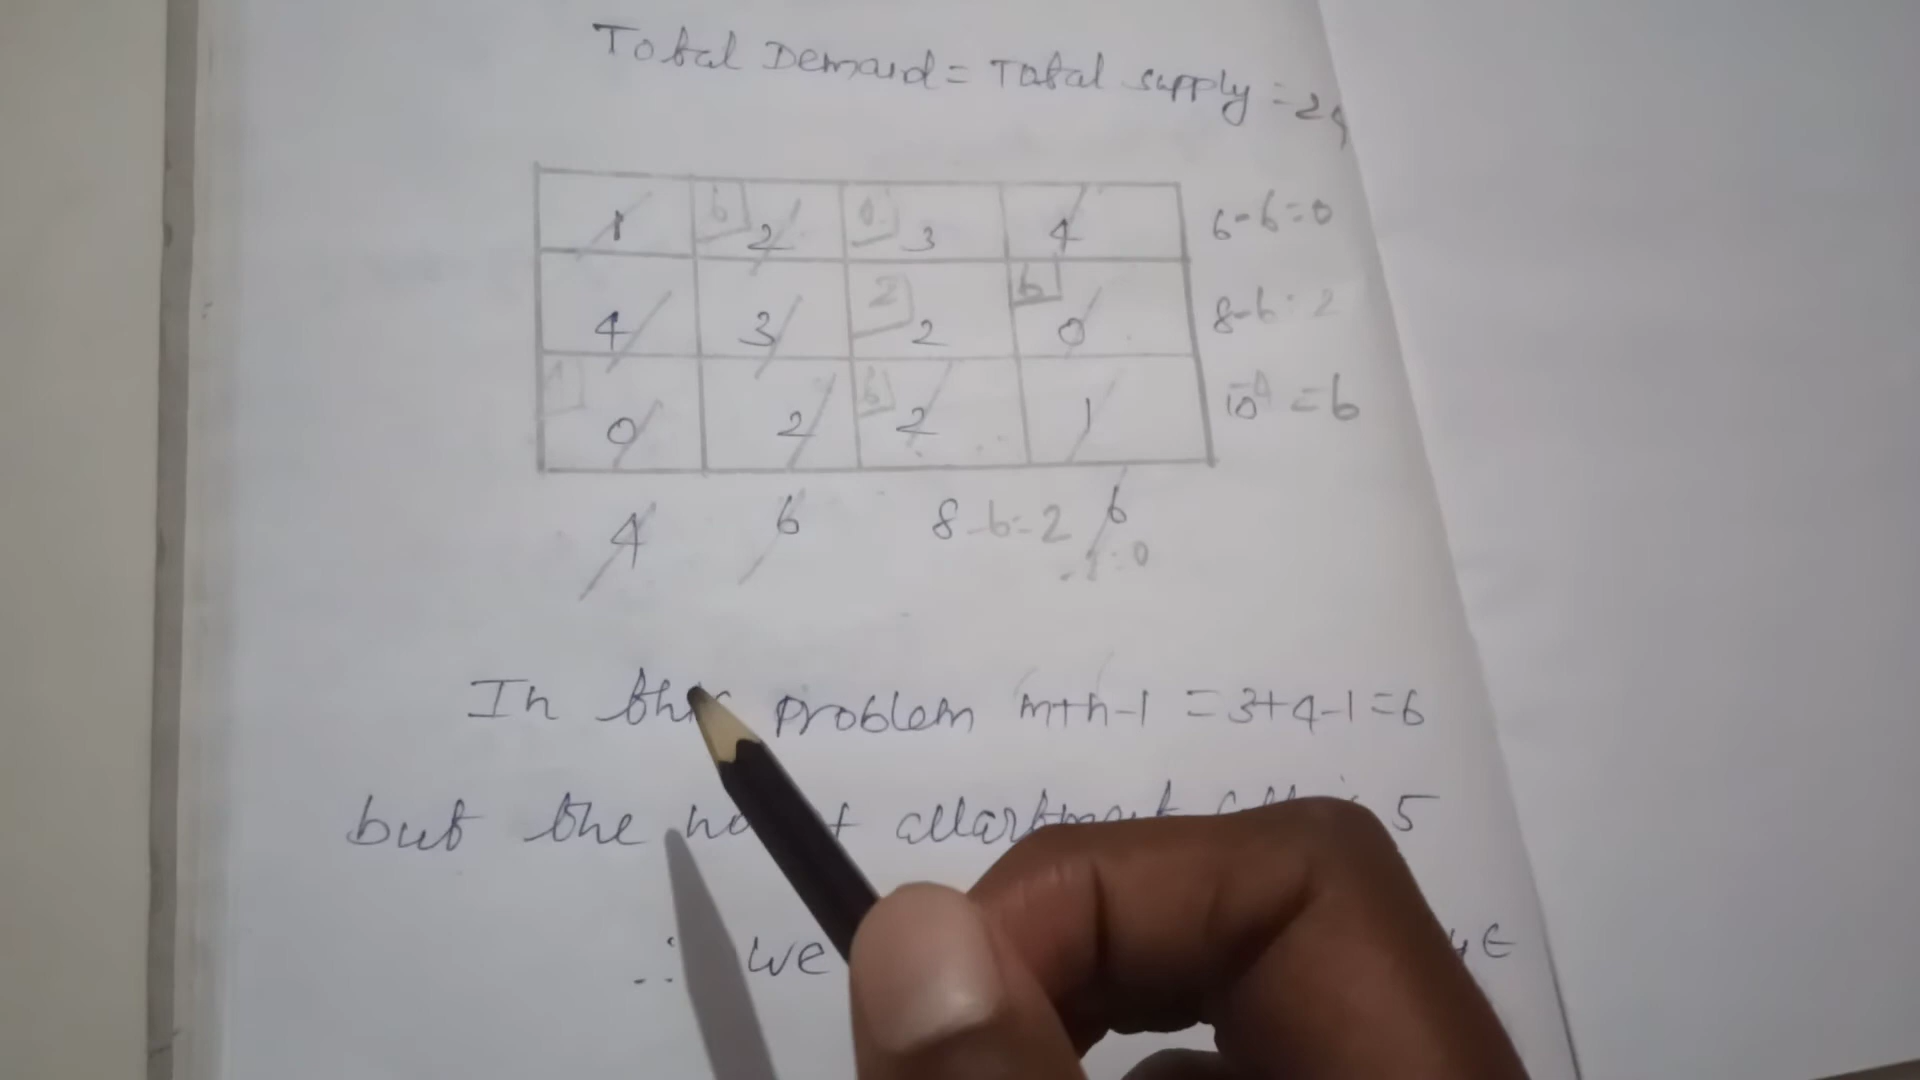 Total Demand = Total supply = 24
1 6 2 0 3 4 6-6=0
4 3 2 2 6 0 8-6=2
0 2 6 2 1 10-4 = 6
4 6 8-6=2 6
In this problem m+n-1 = 3+4-1=6
but the 5
∴ we ϵ